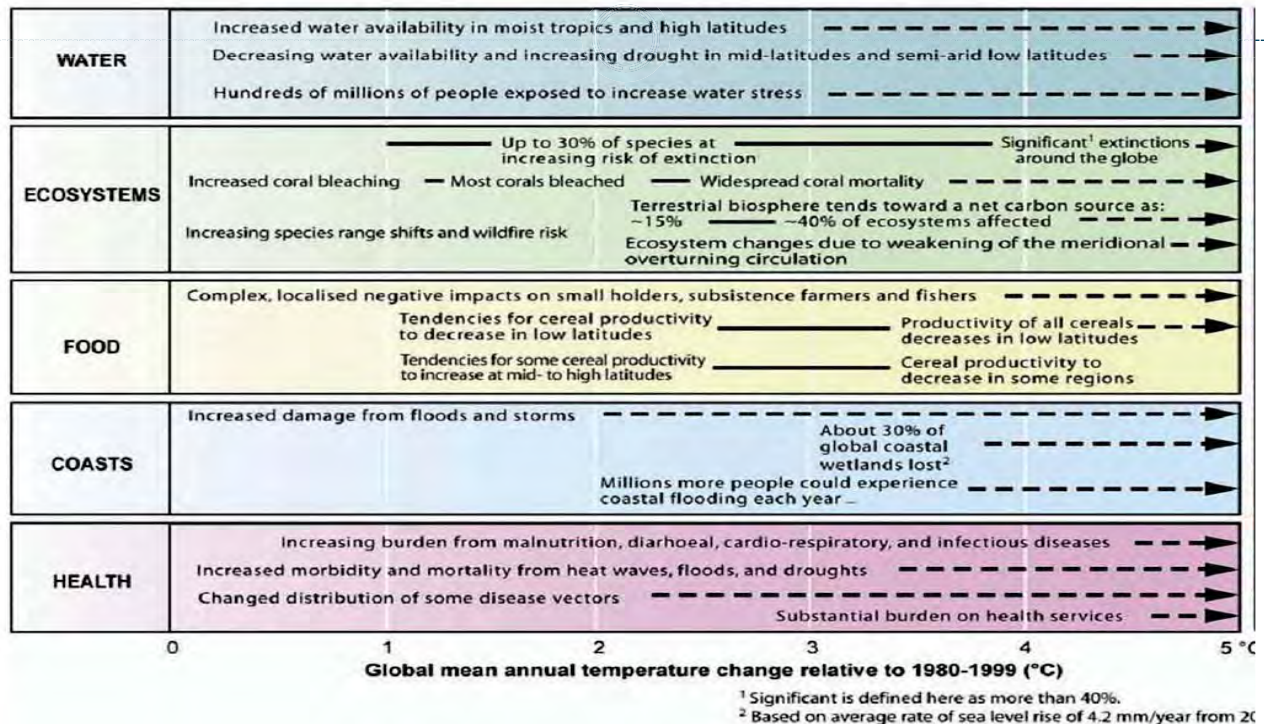 WATER
Increased water availability in moist tropics and high latitudes
Decreasing water availability and increasing drought in mid-latitudes and semi-arid low latitudes
Hundreds of millions of people exposed to increase water stress
ECOSYSTEMS
Up to 30% of species at
increasing risk of extinction
Significant¹ extinctions
around the globe
Increased coral bleaching
Most corals bleached
Widespread coral mortality
Terrestrial biosphere tends toward a net carbon source as:
~15%
~40% of ecosystems affected
Increasing species range shifts and wildfire risk
Ecosystem changes due to weakening of the meridional
overturning circulation
FOOD
Complex, localised negative impacts on small holders, subsistence farmers and fishers
Tendencies for cereal productivity
to decrease in low latitudes
Productivity of all cereals
decreases in low latitudes
Tendencies for some cereal productivity
to increase at mid- to high latitudes
Cereal productivity to
decrease in some regions
COASTS
Increased damage from floods and storms
About 30% of
global coastal
wetlands lost²
Millions more people could experience
coastal flooding each year
HEALTH
Increasing burden from malnutrition, diarhoeal, cardio-respiratory, and infectious diseases
Increased morbidity and mortality from heat waves, floods, and droughts
Changed distribution of some disease vectors
Substantial burden on health services
0 1 2 3 4 5 °C
Global mean annual temperature change relative to 1980-1999 (°C)
¹ Significant is defined here as more than 40%.
² Based on average rate of sea level rise of 4.2 mm/year from 20